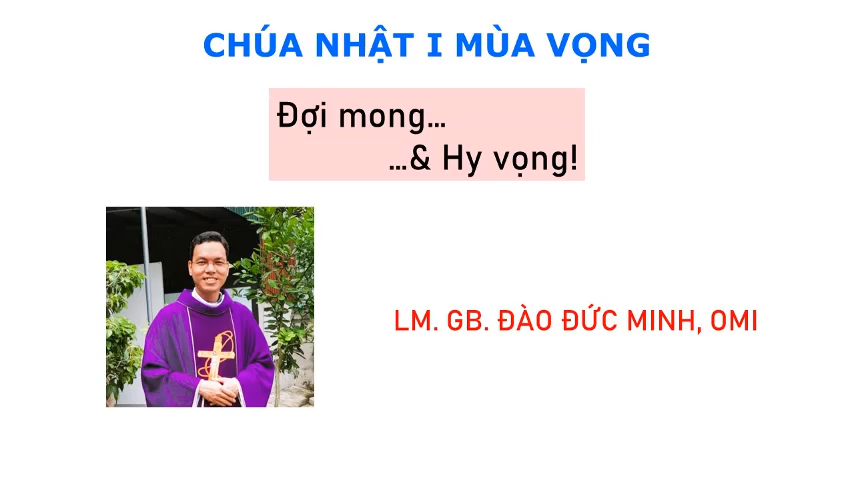 CHÚA NHẬT I MÙA VỌNG
Đợi mong...
...& Hy vọng!
LM. GB. ĐÀO ĐỨC MINH, OMI